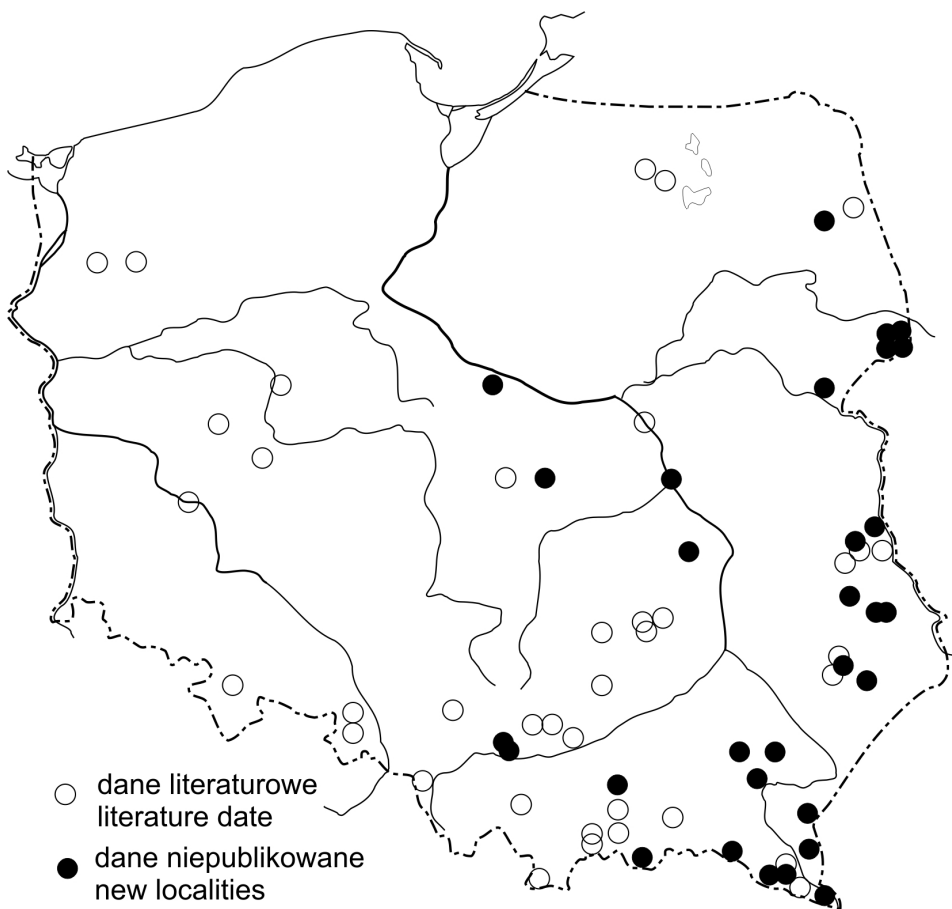 dane literaturowe
literature date
dane niepublikowane
new localities